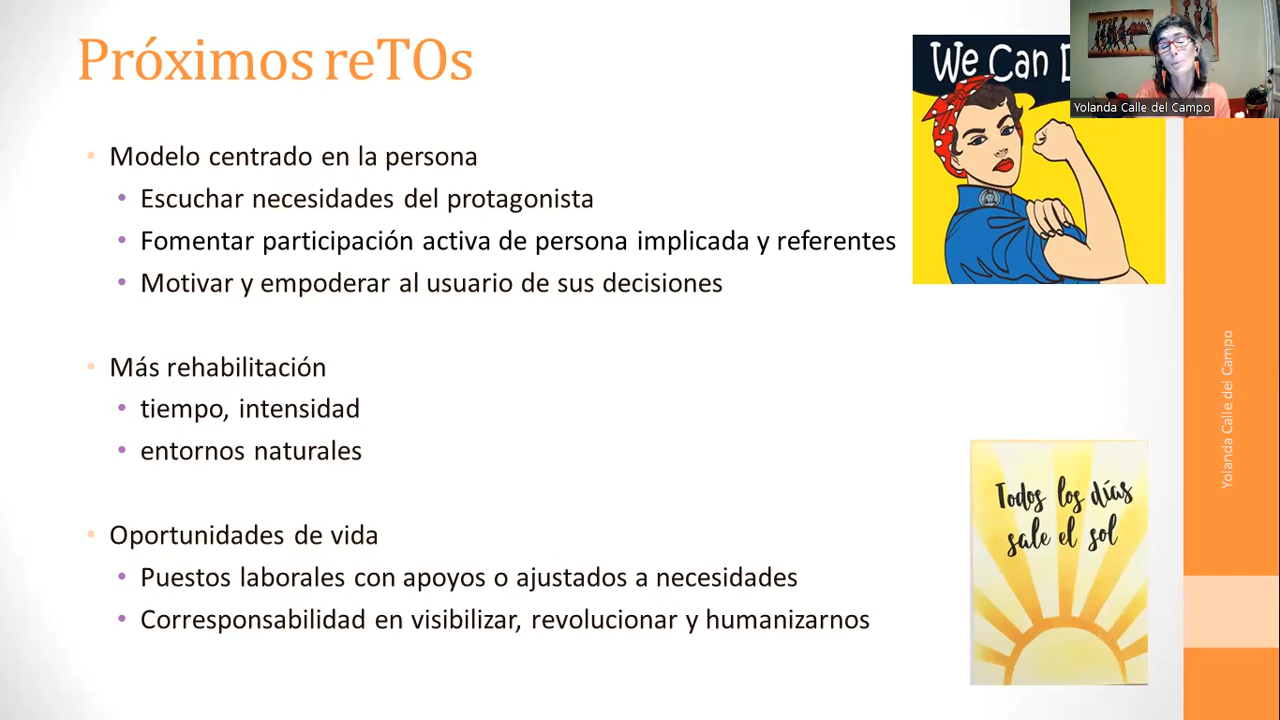 Próximos reTOs
We Can D
Yolanda Calle del Campo
Modelo centrado en la persona
Escuchar necesidades del protagonista
Fomentar participación activa de persona implicada y referentes
Motivar y empoderar al usuario de sus decisiones
Más rehabilitación
tiempo, intensidad
entornos naturales
Oportunidades de vida
Puestos laborales con apoyos o ajustados a necesidades
Corresponsabilidad en visibilizar, revolucionar y humanizarnos
Todos los días
sale el sol
Yolanda Calle del Campo